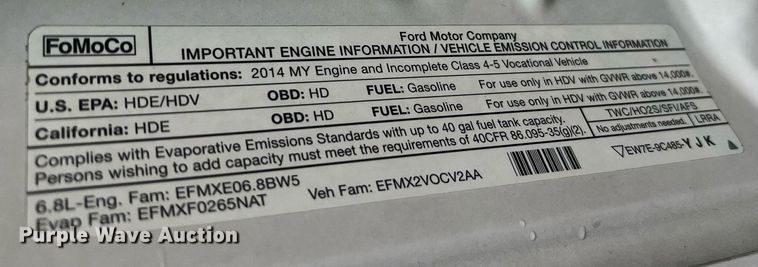 FoMoCo
Ford Motor Company
IMPORTANT ENGINE INFORMATION / VEHICLE EMISSION CONTROL INFORMATION
Conforms to regulations: 2014 MY Engine and Incomplete Class 4-5 Vocational Vehicle
U.S. EPA: HDE/HDV OBD: HD FUEL: Gasoline For use only in HDV with GVWR above 14,000#.
California: HDE OBD: HD FUEL: Gasoline For use only in HDV with GVWR above 14,000#.
Complies with Evaporative Emissions Standards with up to 40 gal fuel tank capacity.
Persons wishing to add capacity must meet the requirements of 40CFR 86.095-35(g)(2).
TWC/HO2S/SFI/AFS
No adjustments needed. LRRA
6.8L-Eng. Fam: EFMXE06.8BW5 Veh Fam: EFMX2VOCV2AA
EW7E-9C485-YJK
Evap Fam: EFMXF0265NAT
Purple Wave Auction